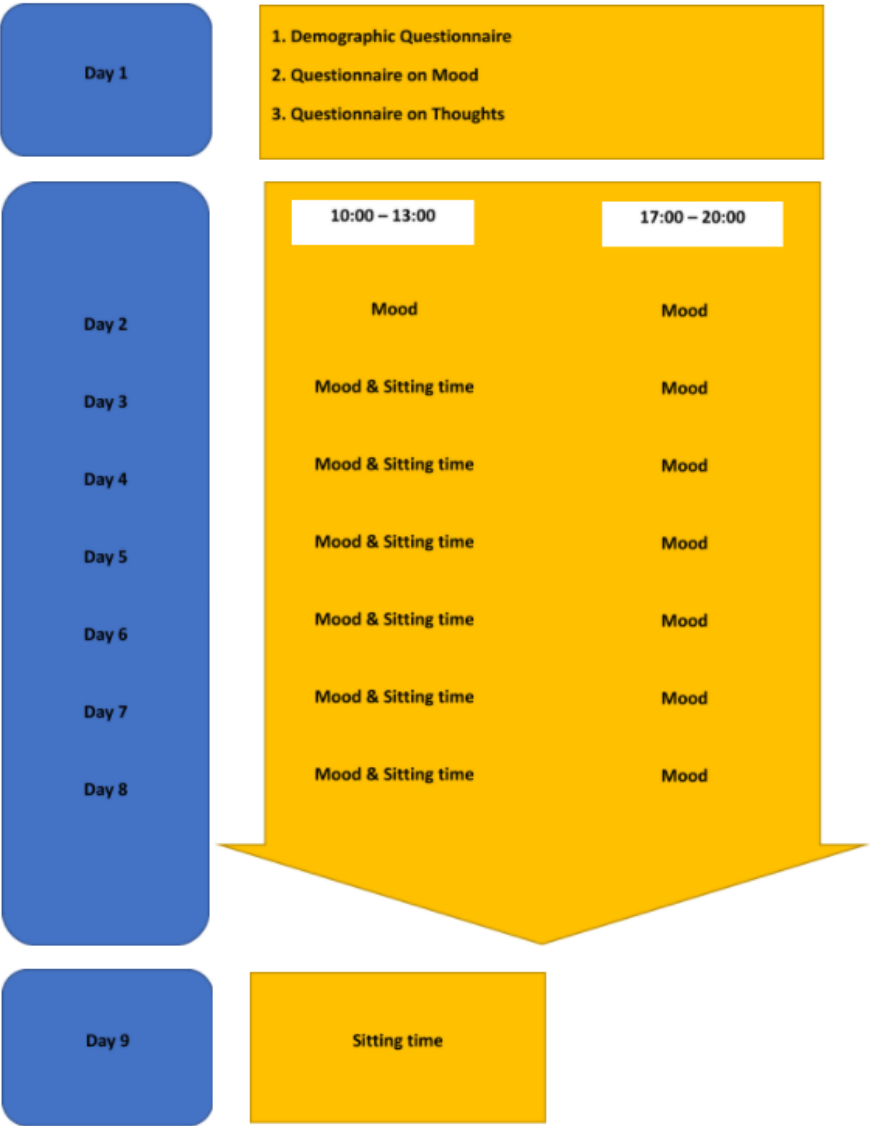 Day 1
1. Demographic Questionnaire
2. Questionnaire on Mood
3. Questionnaire on Thoughts
10:00 – 13:00
17:00 – 20:00
Day 2
Mood
Mood
Day 3
Mood & Sitting time
Mood
Day 4
Mood & Sitting time
Mood
Day 5
Mood & Sitting time
Mood
Day 6
Mood & Sitting time
Mood
Day 7
Mood & Sitting time
Mood
Day 8
Mood & Sitting time
Mood
Day 9
Sitting time